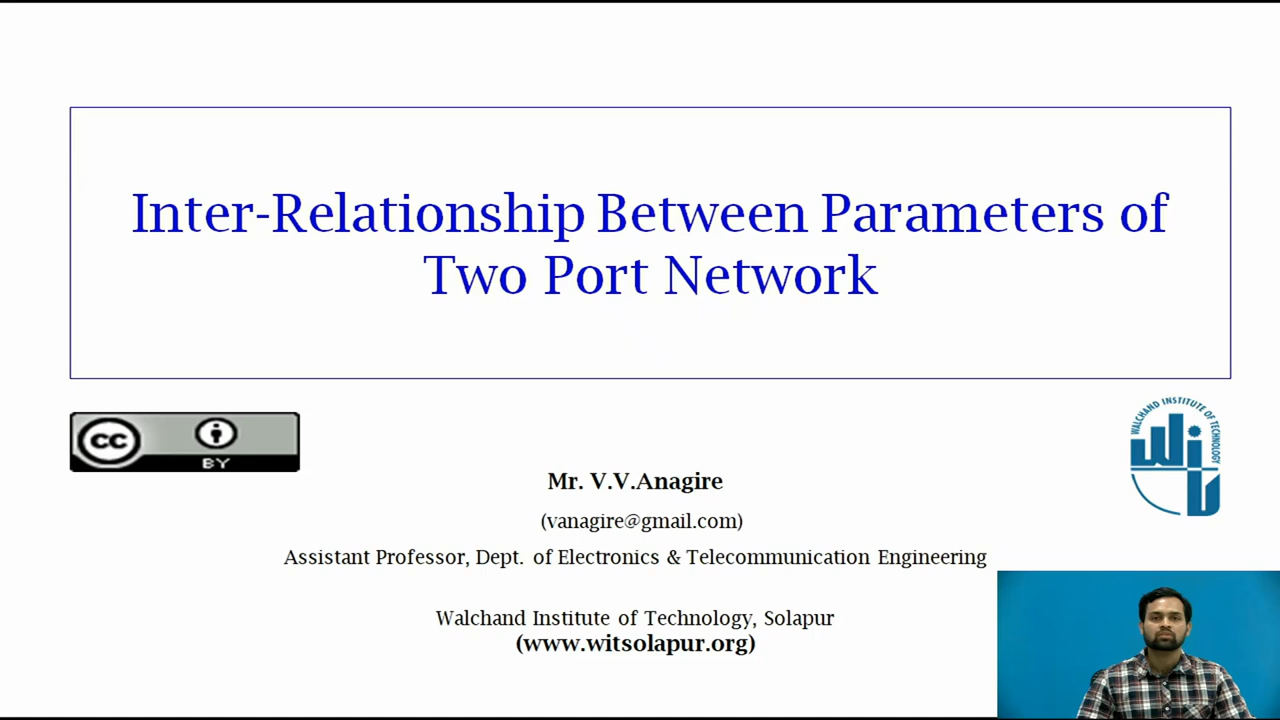 Inter-Relationship Between Parameters of
Two Port Network
CC
BY
WALCHAND INSTITUTE OF TECHNOLOGY
WIT
Mr. V.V.Anagire
(vanagire@gmail.com)
Assistant Professor, Dept. of Electronics & Telecommunication Engineering
Walchand Institute of Technology, Solapur
(www.witsolapur.org)